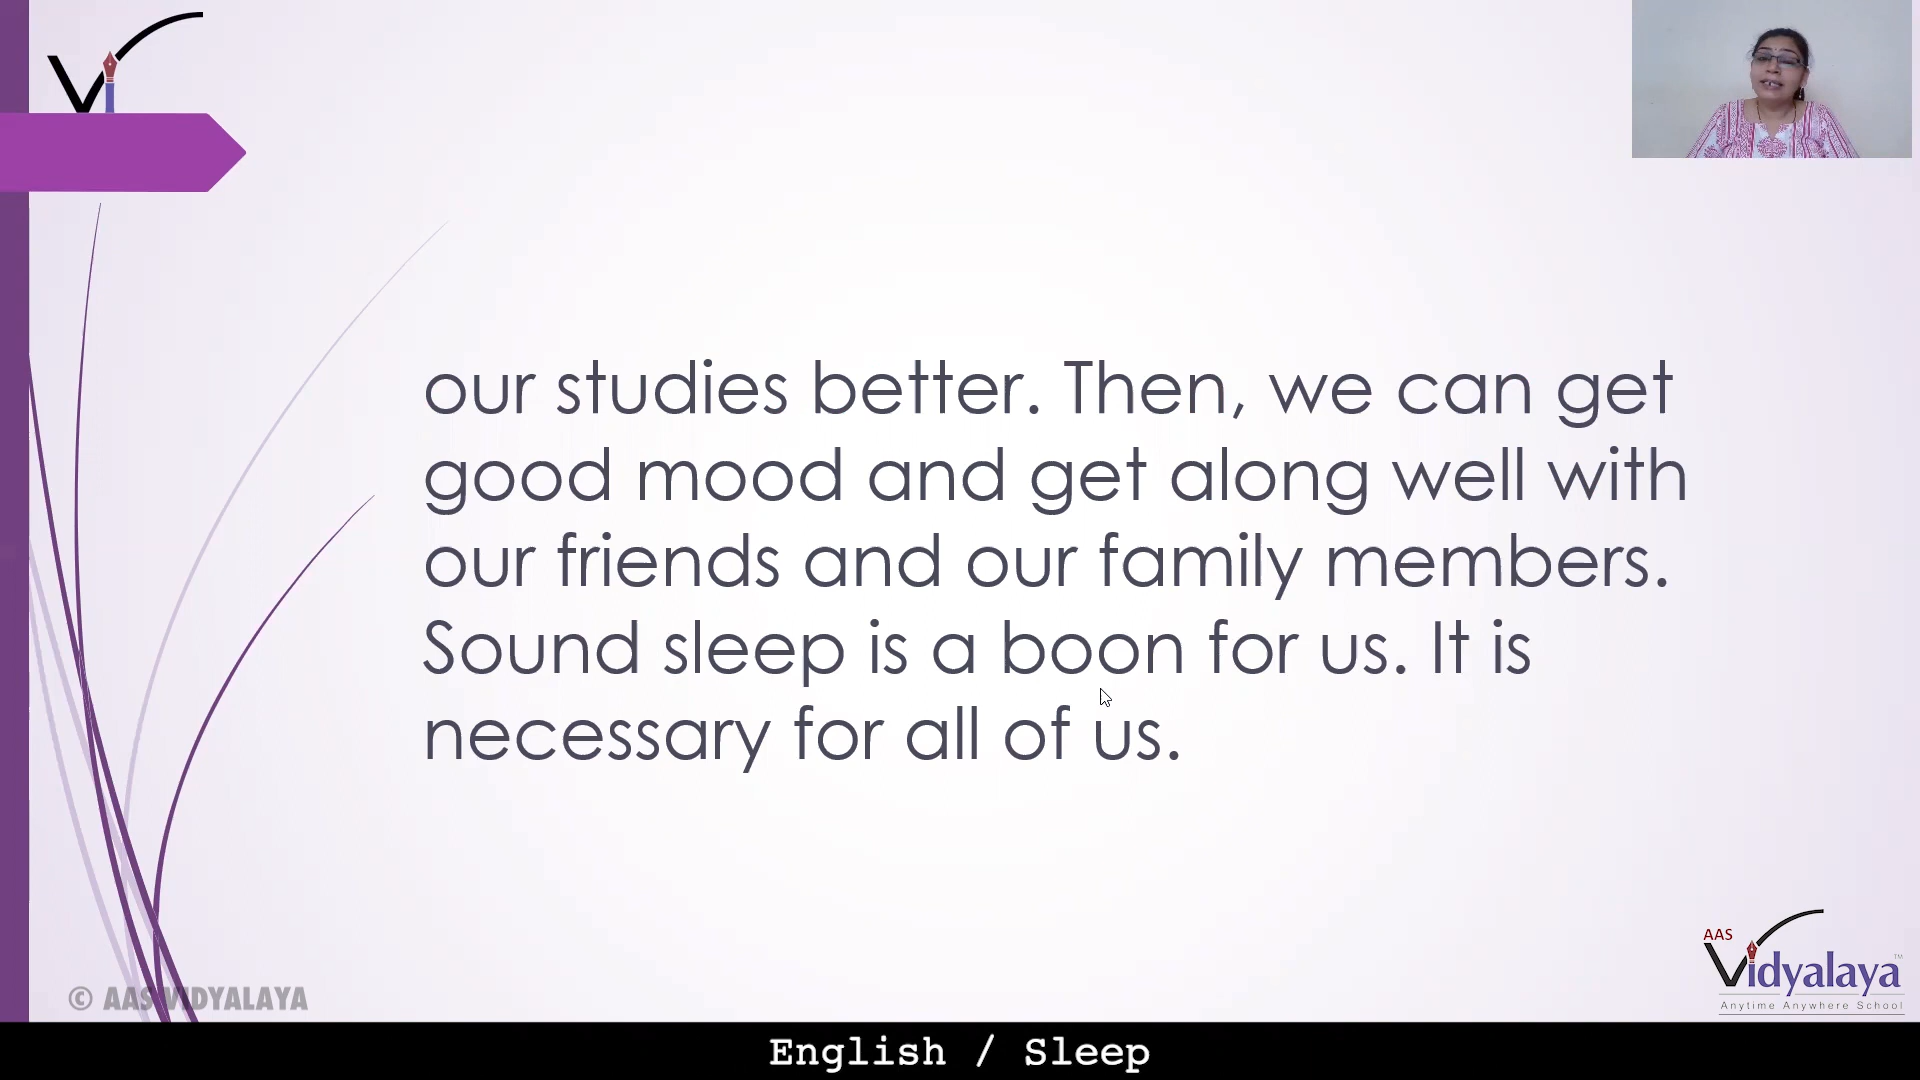 Vi
our studies better. Then, we can get
good mood and get along well with
our friends and our family members.
Sound sleep is a boon for us. It is
necessary for all of us.
AAS
Vidyalaya™
Anytime Anywhere School
© AAS VIDYALAYA
English / Sleep